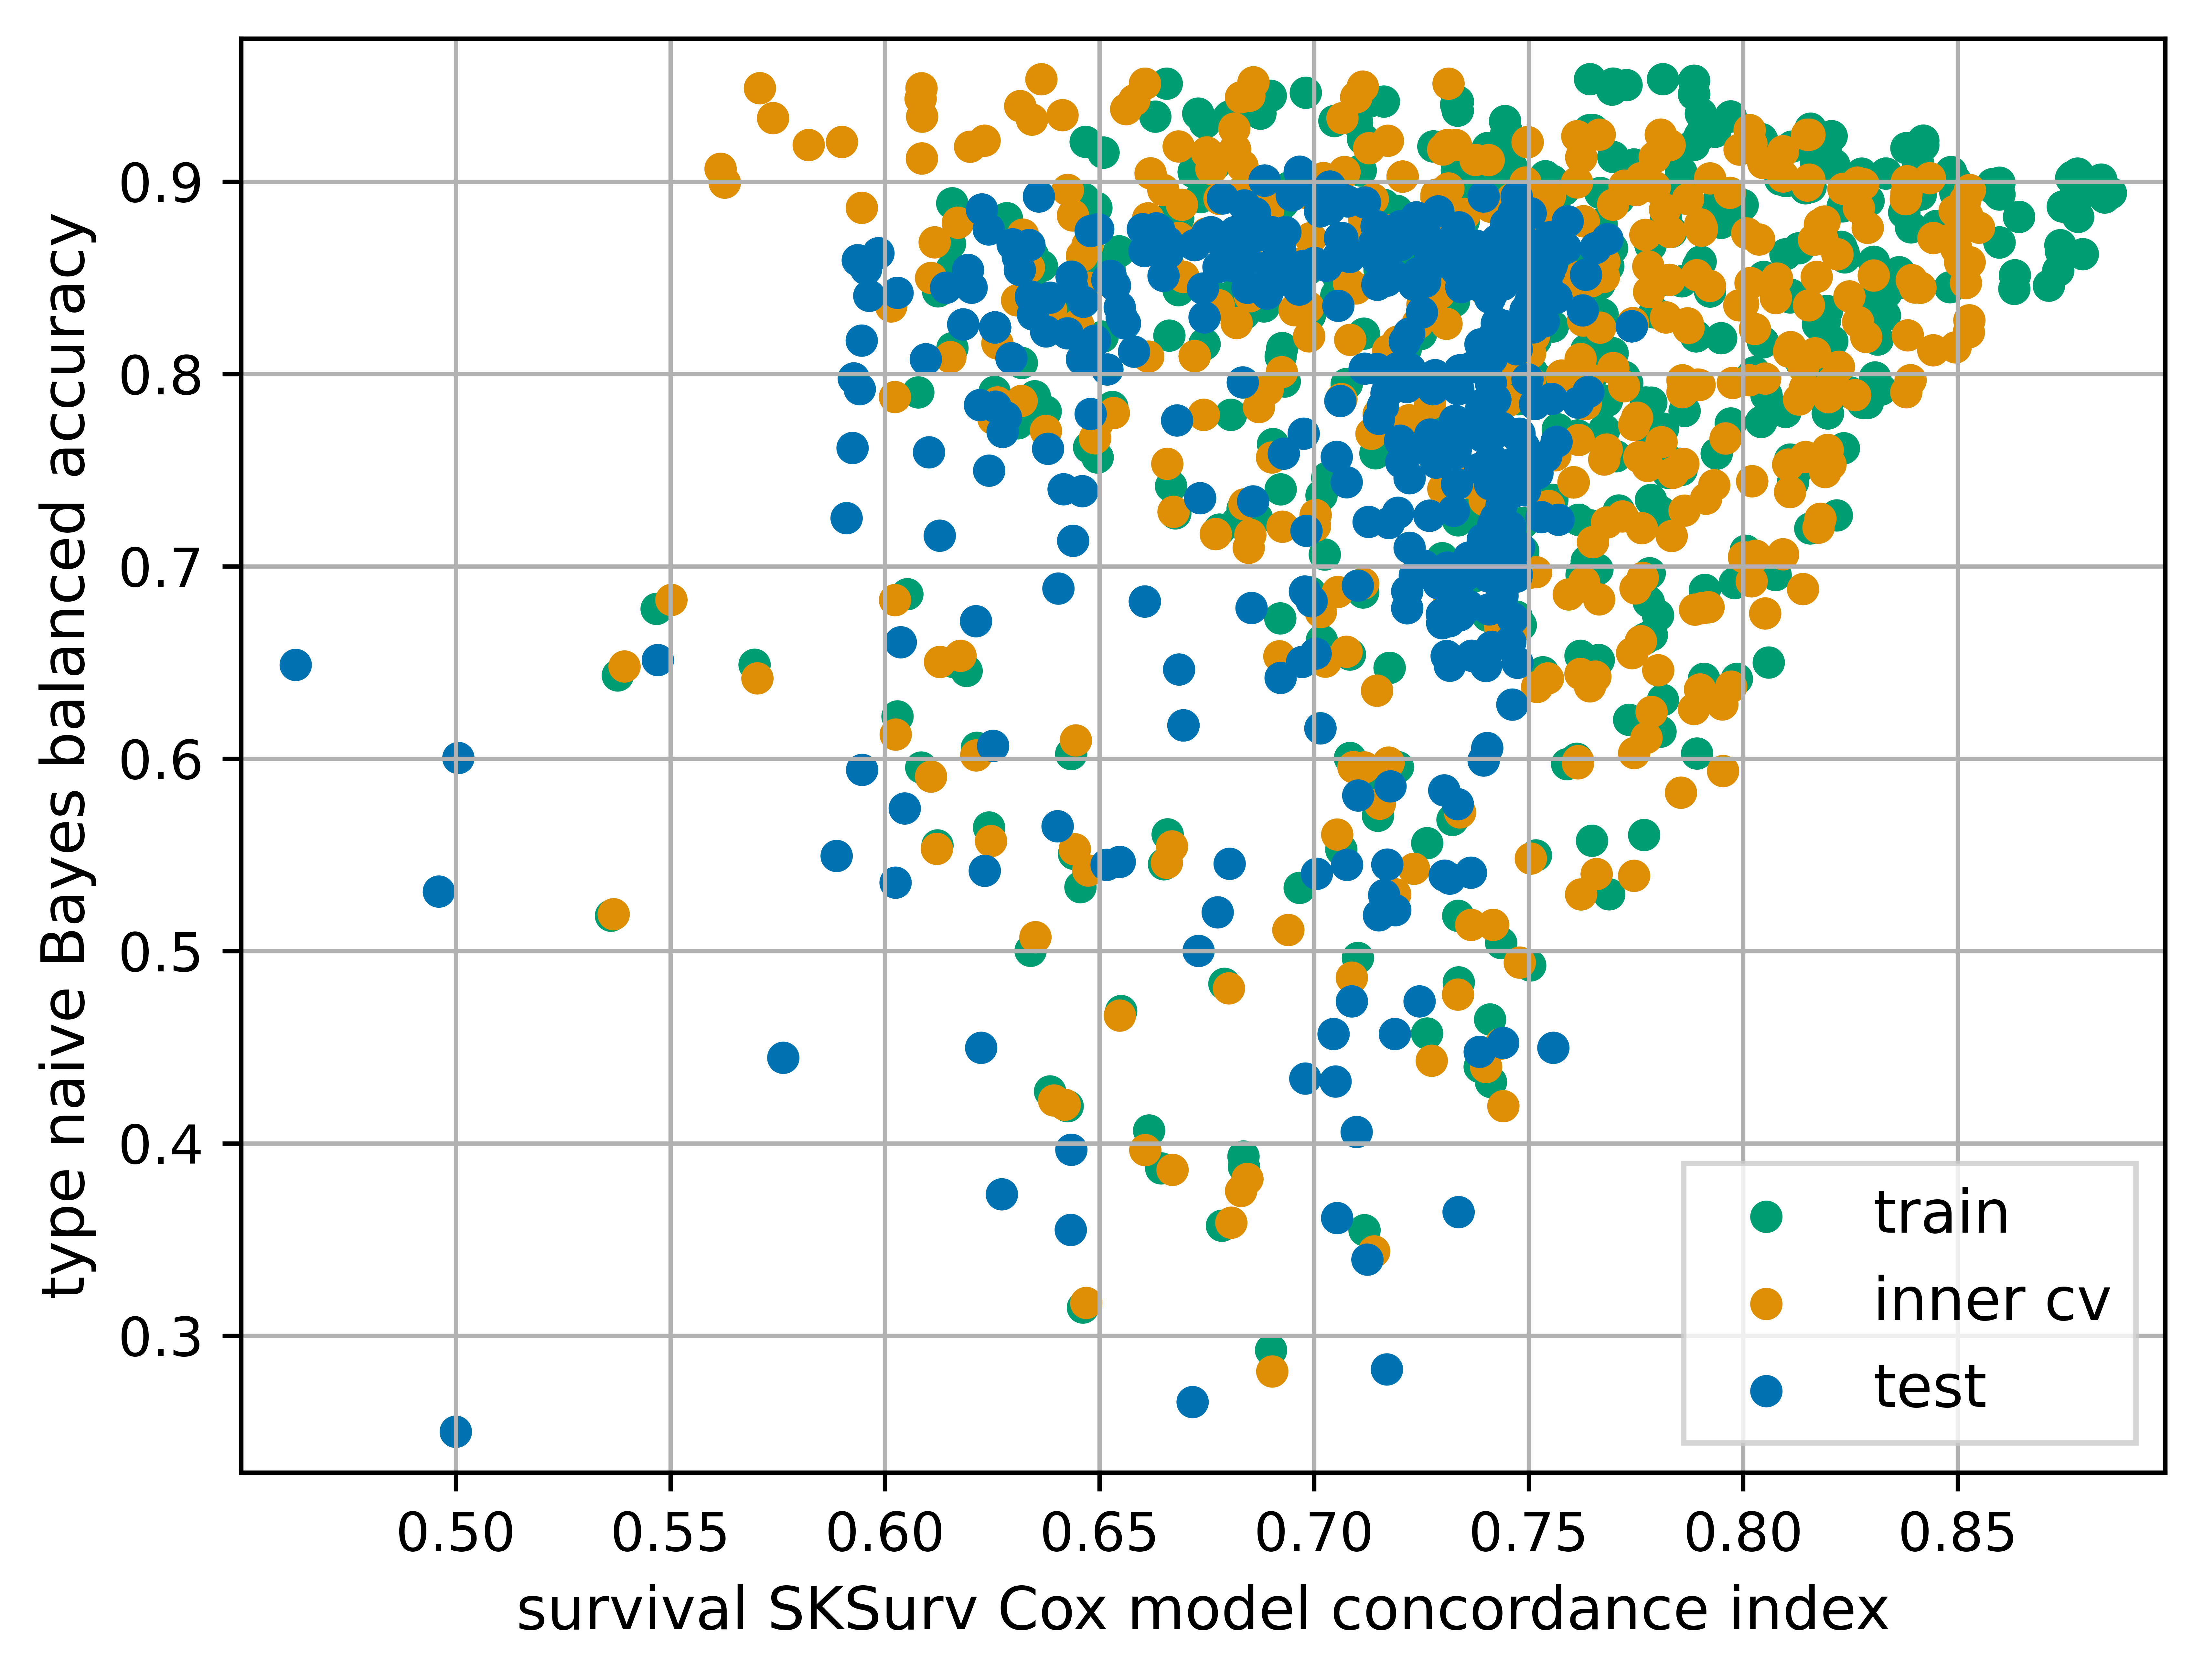 type naive Bayes balanced accuracy
0.9
0.8
0.7
0.6
0.5
0.4
0.3
train
inner cv
test
0.50 0.55 0.60 0.65 0.70 0.75 0.80 0.85
survival SKSurv Cox model concordance index